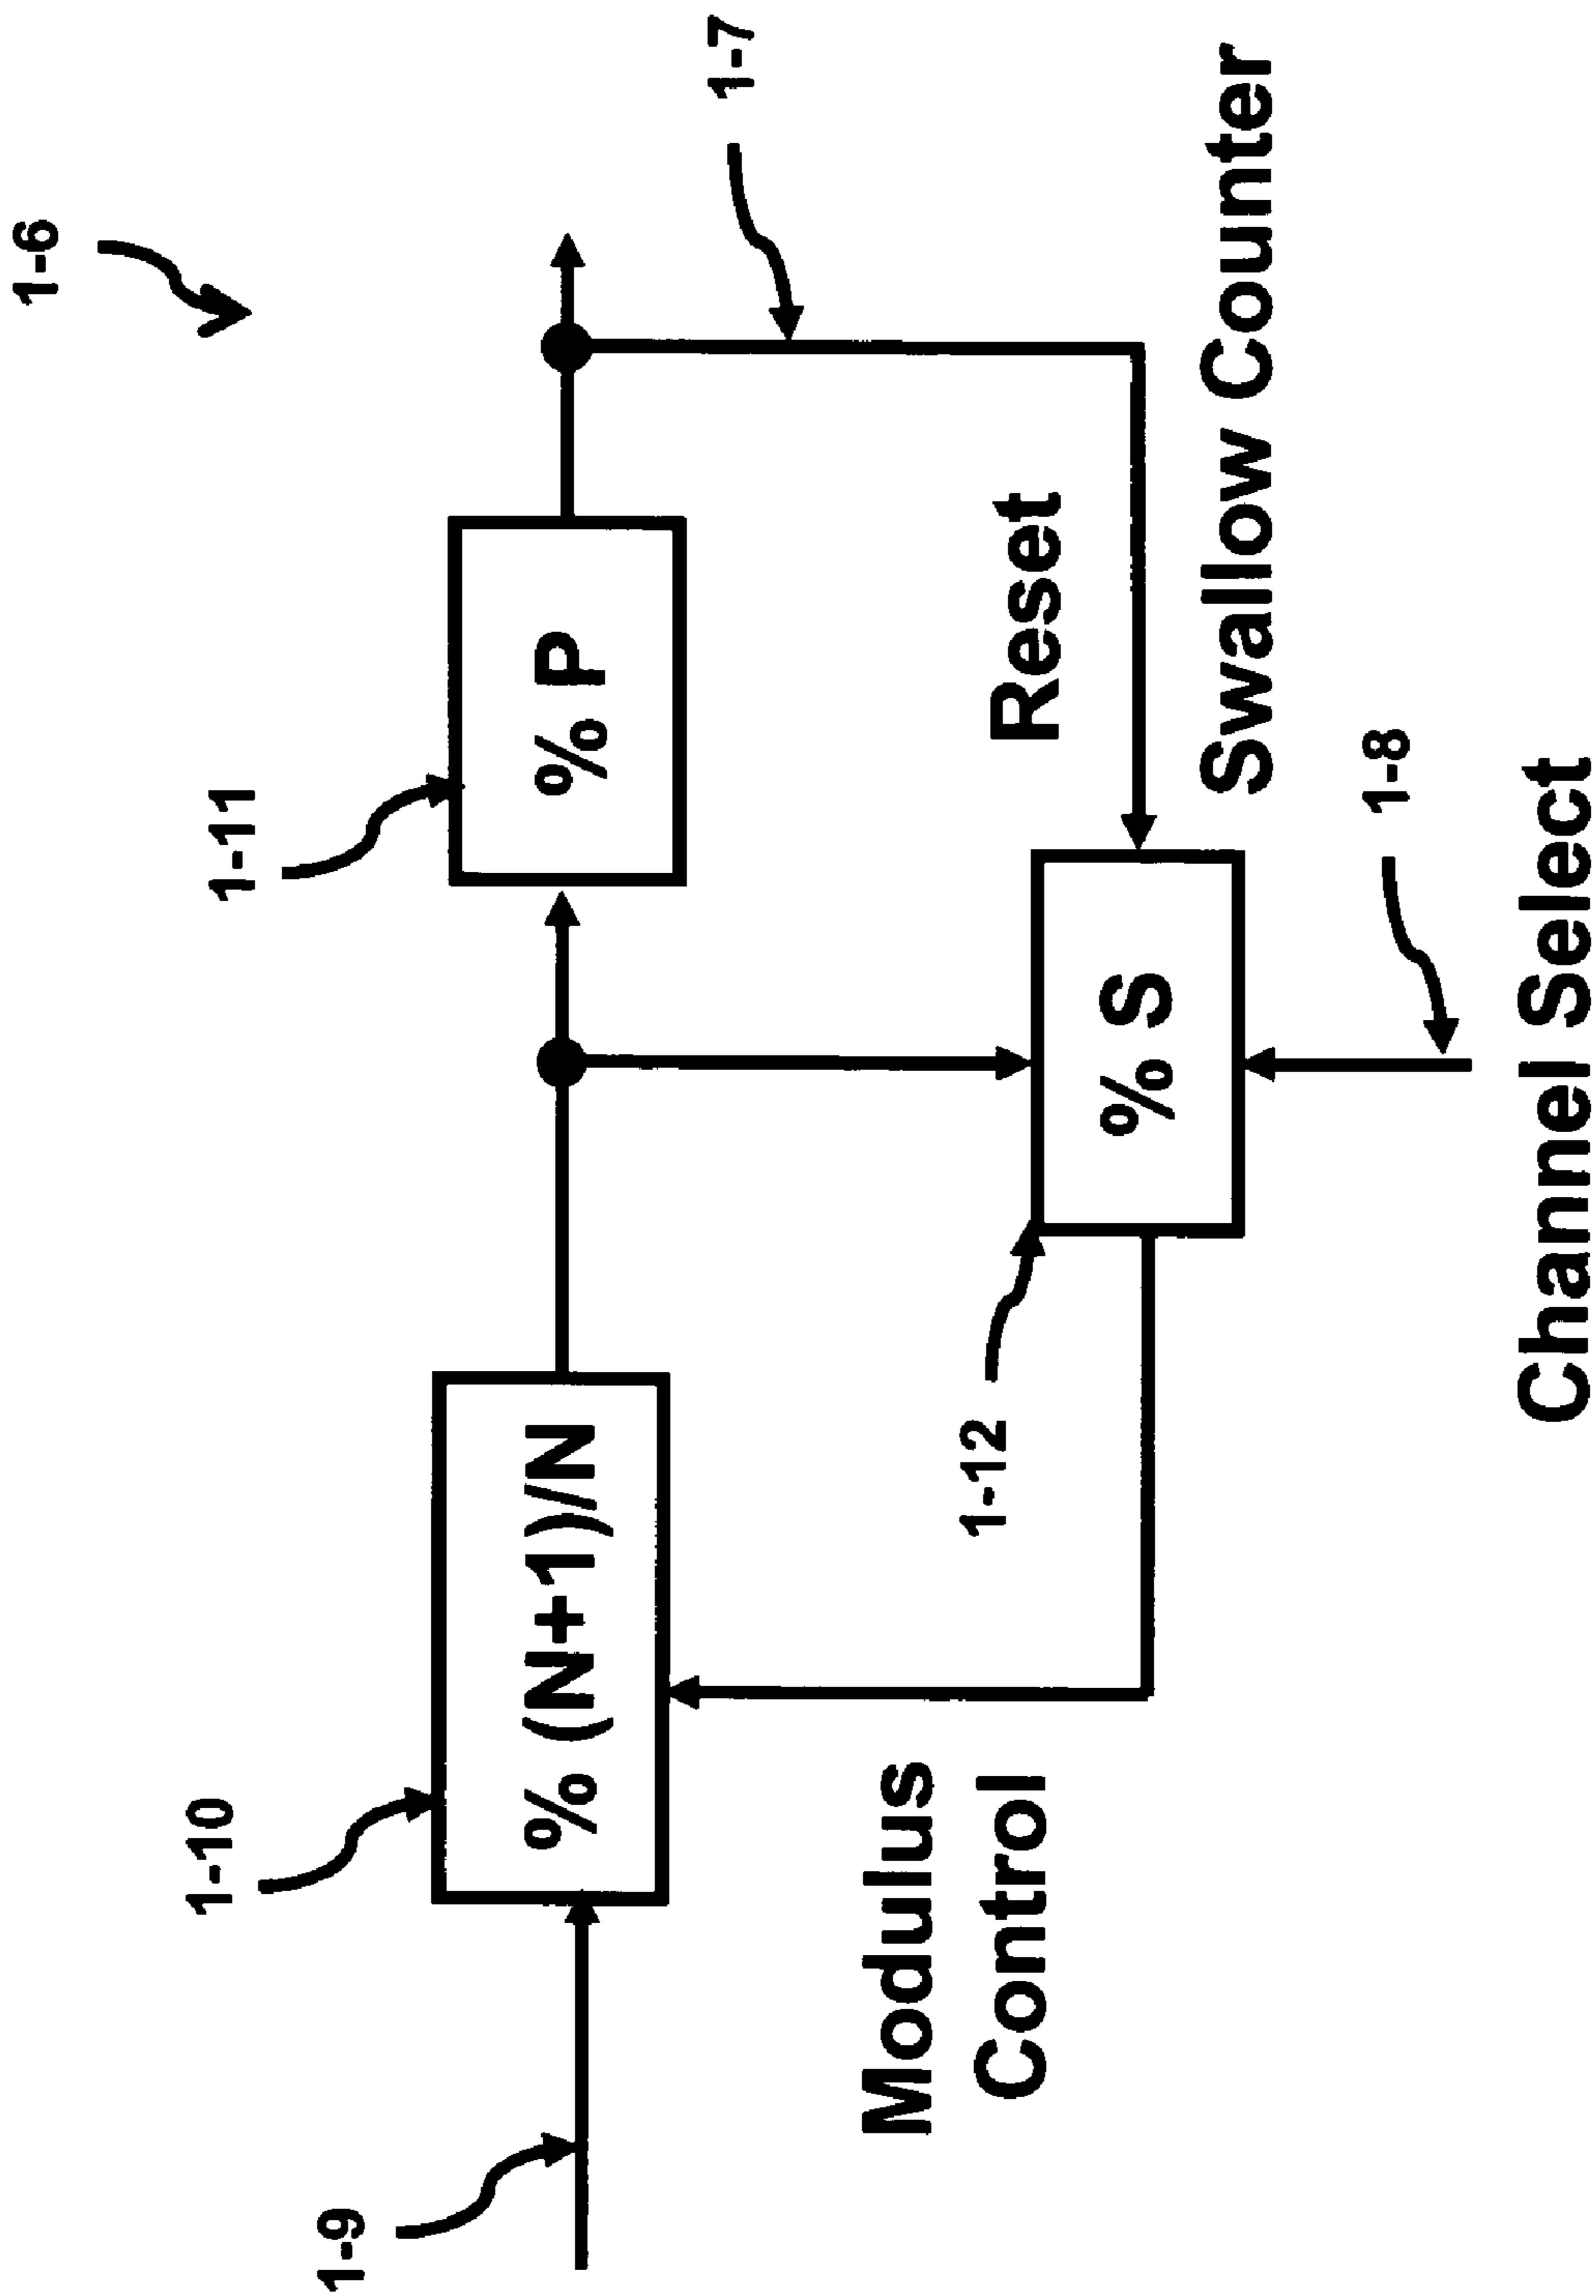 1-6
1-7
1-11
% P
1-10
% (N+1)/N
1-9
Reset
Modulus
Control
1-12
% S
Swallow Counter
1-8
Channel Select